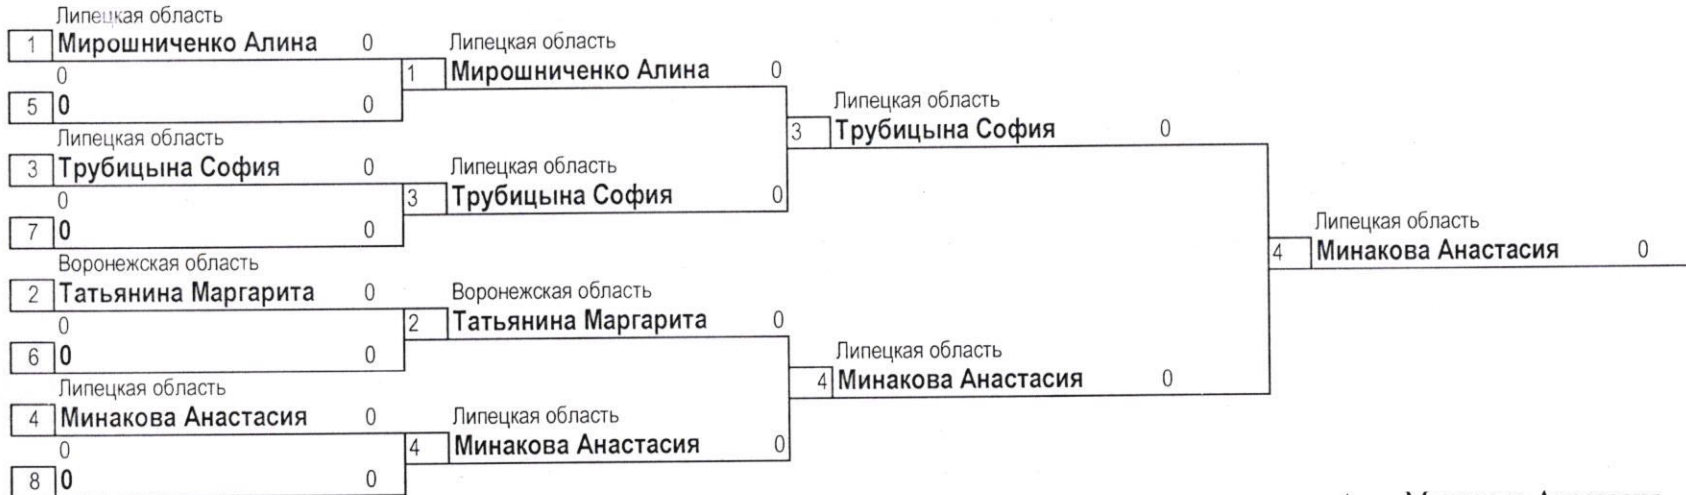 Липецкая область
1 Мирошниченко Алина 0
0
5 0 0
Липецкая область
3 Трубицына София 0
0
7 0 0
Воронежская область
2 Татьянина Маргарита 0
0
6 0 0
Липецкая область
4 Минакова Анастасия 0
0
8 0 0
Липецкая область
1 Мирошниченко Алина 0
Липецкая область
3 Трубицына София 0
Воронежская область
2 Татьянина Маргарита 0
Липецкая область
4 Минакова Анастасия 0
Липецкая область
3 Трубицына София 0
Липецкая область
4 Минакова Анастасия 0
Липецкая область
4 Минакова Анастасия 0